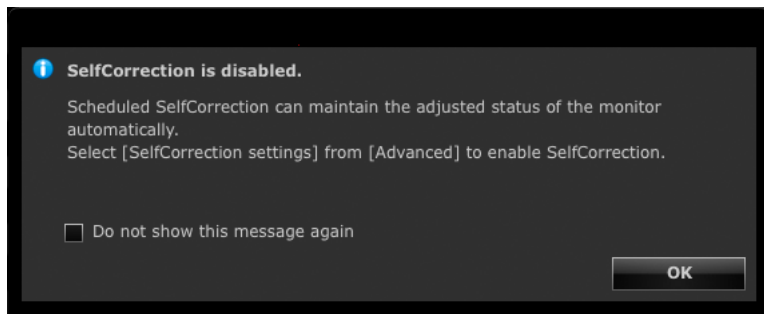 SelfCorrection is disabled.
Scheduled SelfCorrection can maintain the adjusted status of the monitor
automatically.
Select [SelfCorrection settings] from [Advanced] to enable SelfCorrection.
Do not show this message again
OK